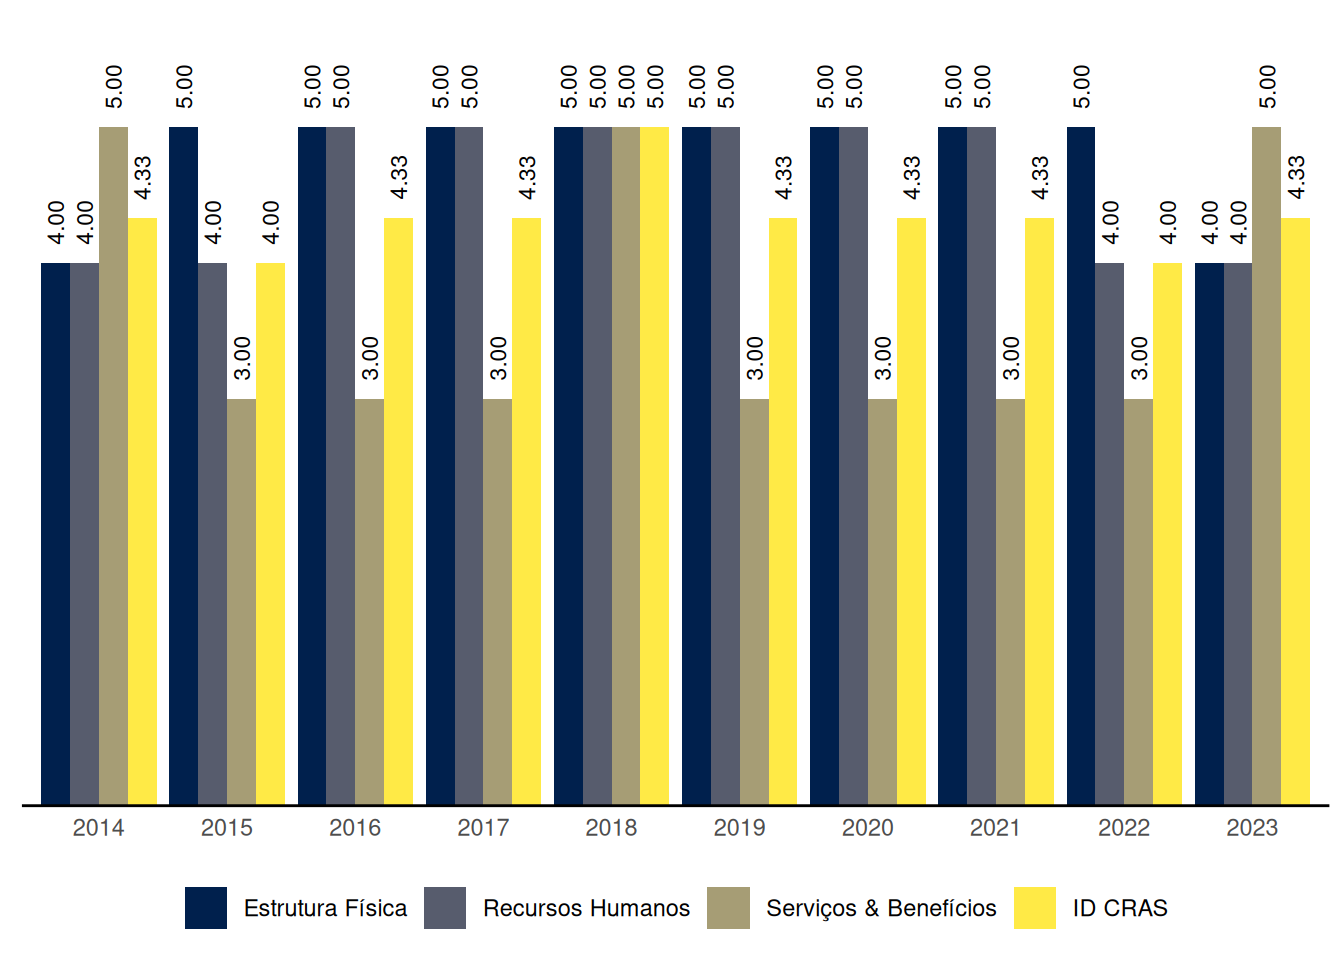 4.00 4.00 5.00 4.33 5.00 4.00 3.00 4.00 5.00 5.00 3.00 4.33 5.00 5.00 3.00 4.33 5.00 5.00 5.00 5.00 5.00 5.00 3.00 4.33 5.00 5.00 3.00 4.33 5.00 5.00 3.00 4.33 5.00 4.00 3.00 4.00 4.00 4.00 5.00 4.33
2014 2015 2016 2017 2018 2019 2020 2021 2022 2023
Estrutura Física Recursos Humanos Serviços & Benefícios ID CRAS